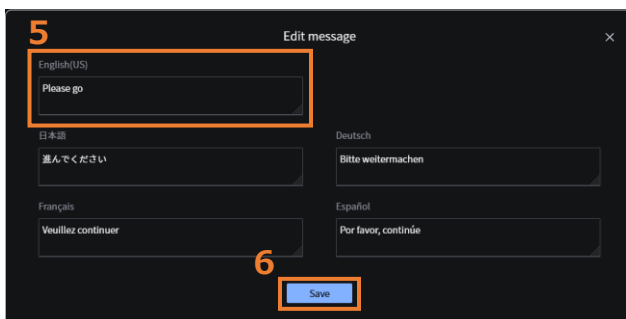 5
Edit message
×
English(US)
Please go
日本語
進んでください
Deutsch
Bitte weitermachen
Français
Veuillez continuer
Español
Por favor, continúe
6
Save